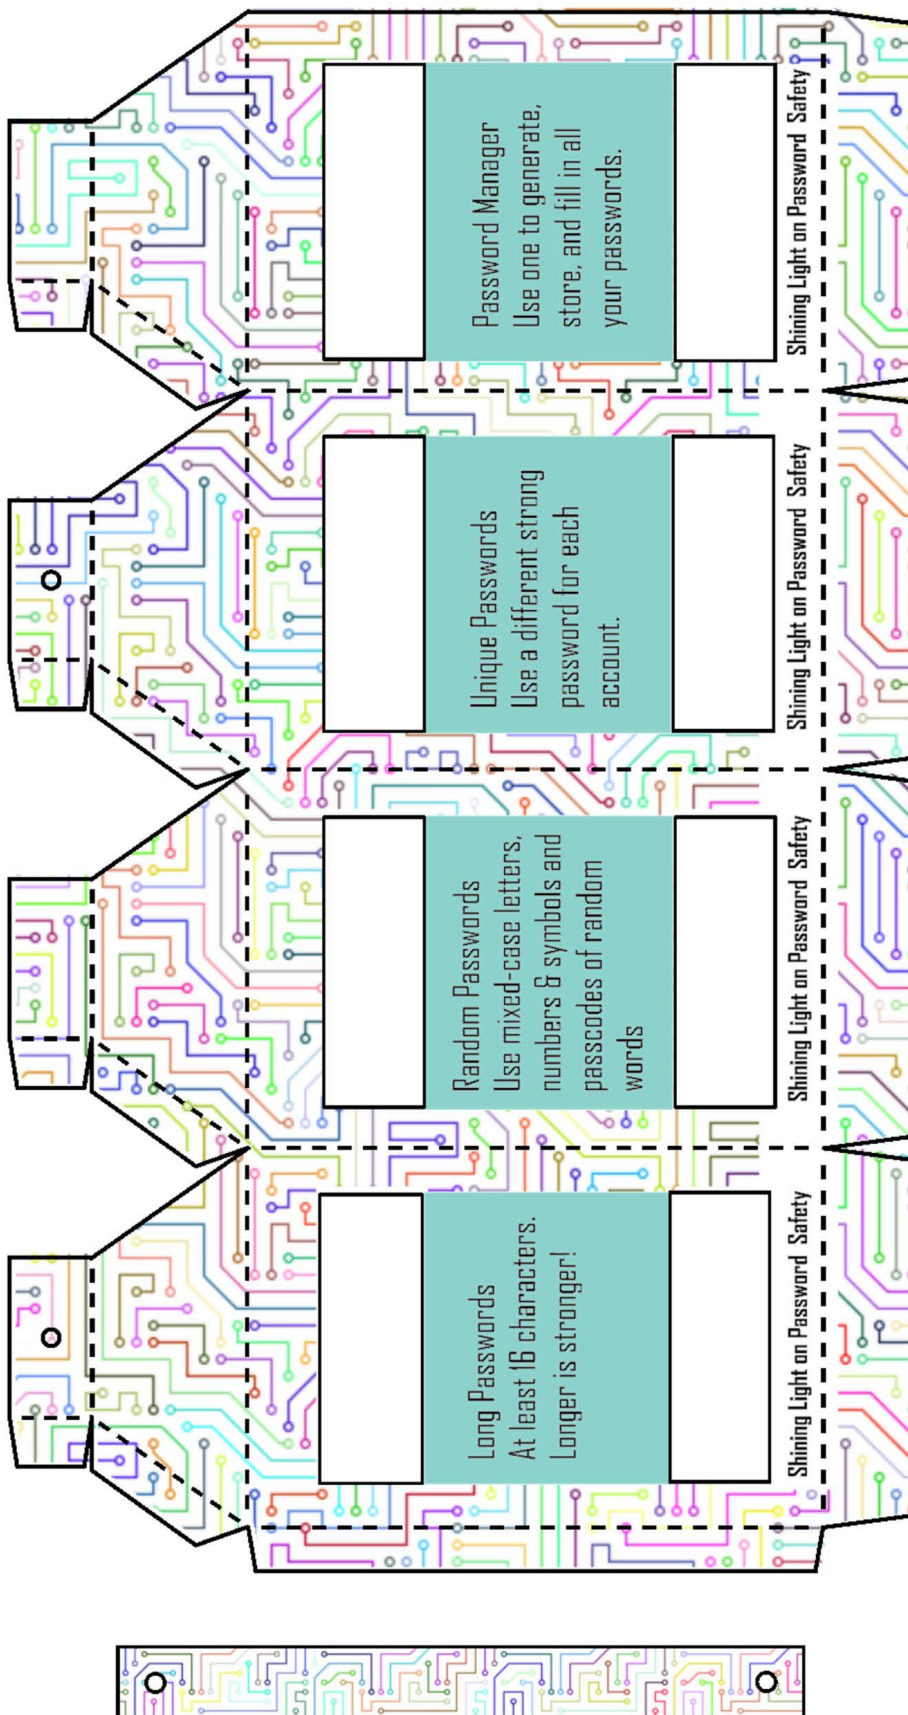 Password Manager
Use one to generate,
store, and fill in all
your passwords.
Shining Light on Password Safety
Unique Passwords
Use a different strong
password for each
account.
Shining Light on Password Safety
Random Passwords
Use mixed-case letters,
numbers & symbols and
passcodes of random
words
Shining Light on Password Safety
Long Passwords
At least 16 characters.
Longer is stronger!
Shining Light on Password Safety